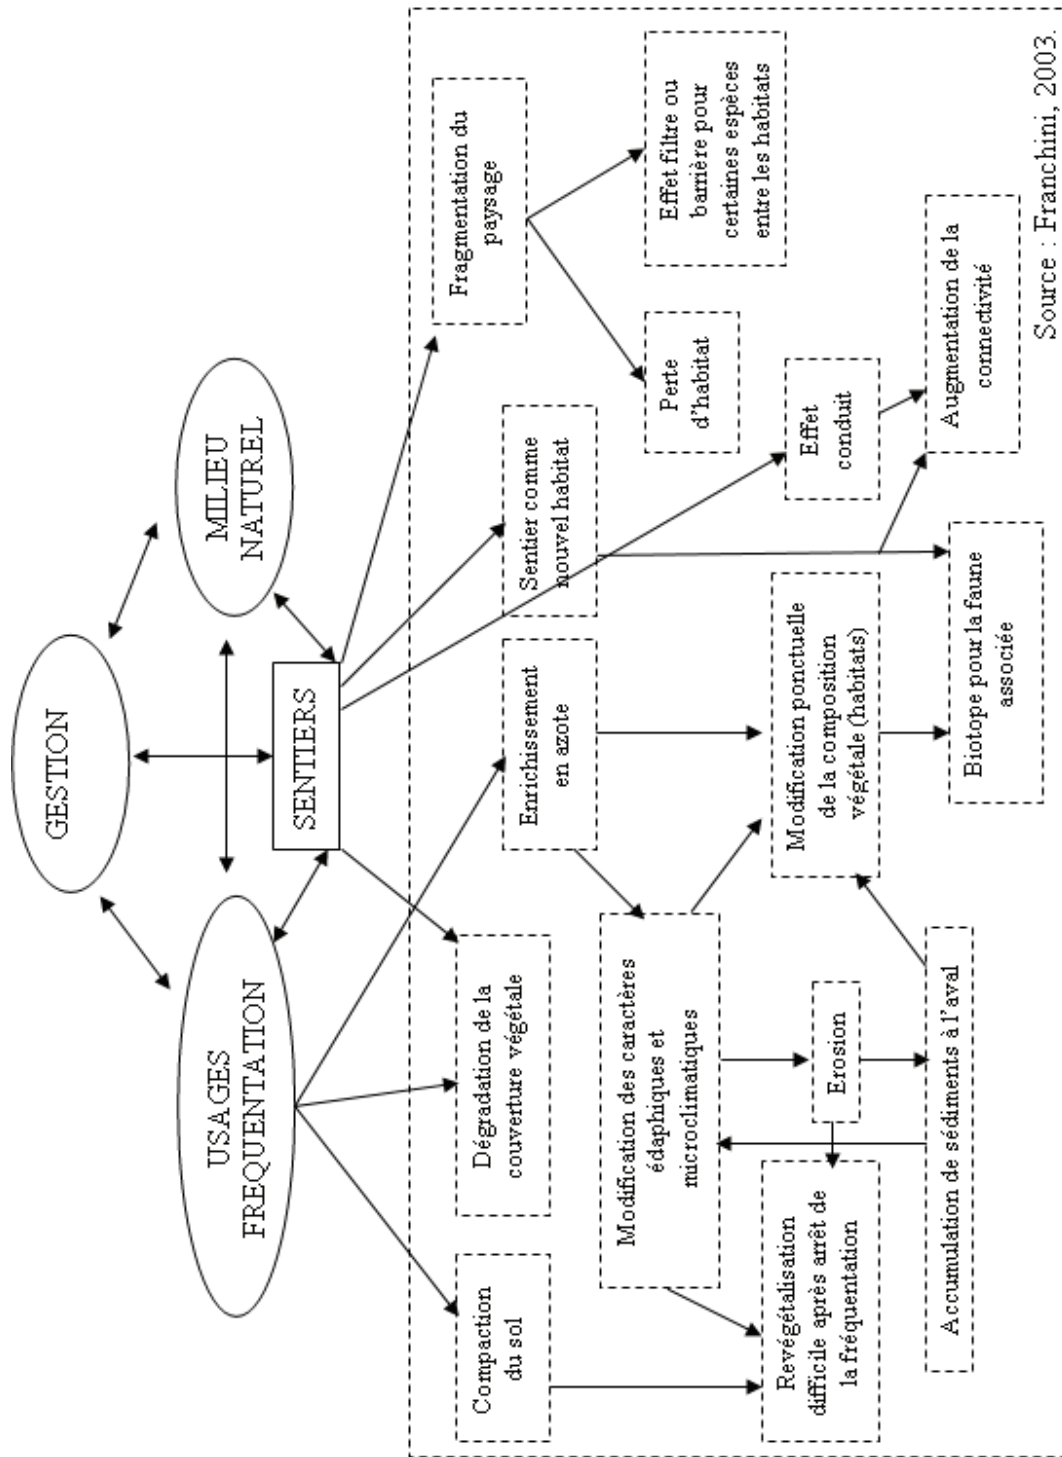 GESTION
USAGES
FREQUENTATION
MILIEU
NATUREL
SENTIERS
Compaction
du sol
Dégradation de la
couverture végétale
Enrichissement
en azote
Sentier comme
nouvel habitat
Fragmentation du
paysage
Modification des caractères
édaphiques et
microclimatiques
Perte
d'habitat
Effet filtre ou
barrière pour
certaines espèces
entre les habitats
Revégétalisation
difficile après arrêt de
la fréquentation
Erosion
Modification ponctuelle
de la composition
végétale (habitats)
Effet
conduit
Accumulation de sédiments à l'aval
Biotope pour la faune
associée
Augmentation de la
connectivité
Source : Franchini, 2003.